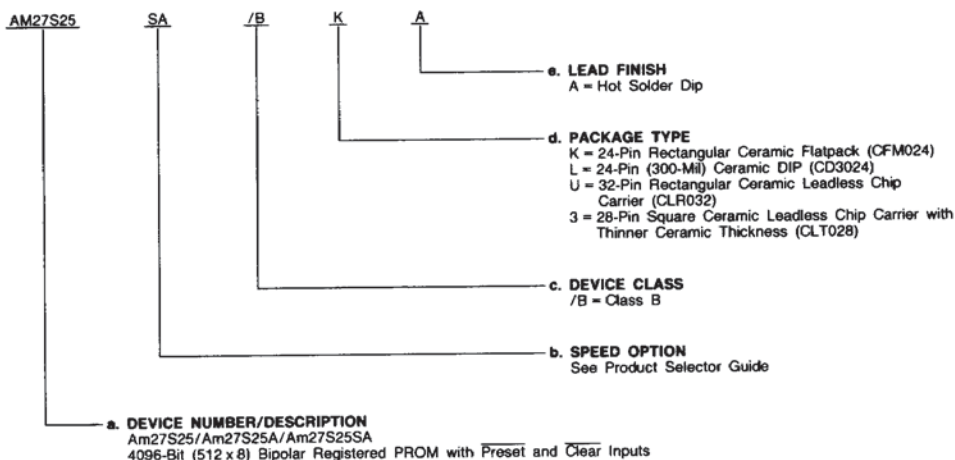 AM27S25 SA /B K A
e. LEAD FINISH
A = Hot Solder Dip
d. PACKAGE TYPE
K = 24-Pin Rectangular Ceramic Flatpack (CFM024)
L = 24-Pin (300-Mil) Ceramic DIP (CD3024)
U = 32-Pin Rectangular Ceramic Leadless Chip
Carrier (CLR032)
3 = 28-Pin Square Ceramic Leadless Chip Carrier with
Thinner Ceramic Thickness (CLT028)
c. DEVICE CLASS
/B = Class B
b. SPEED OPTION
See Product Selector Guide
a. DEVICE NUMBER/DESCRIPTION
Am27S25/Am27S25A/Am27S25SA
4096-Bit (512 x 8) Bipolar Registered PROM with Preset and Clear Inputs